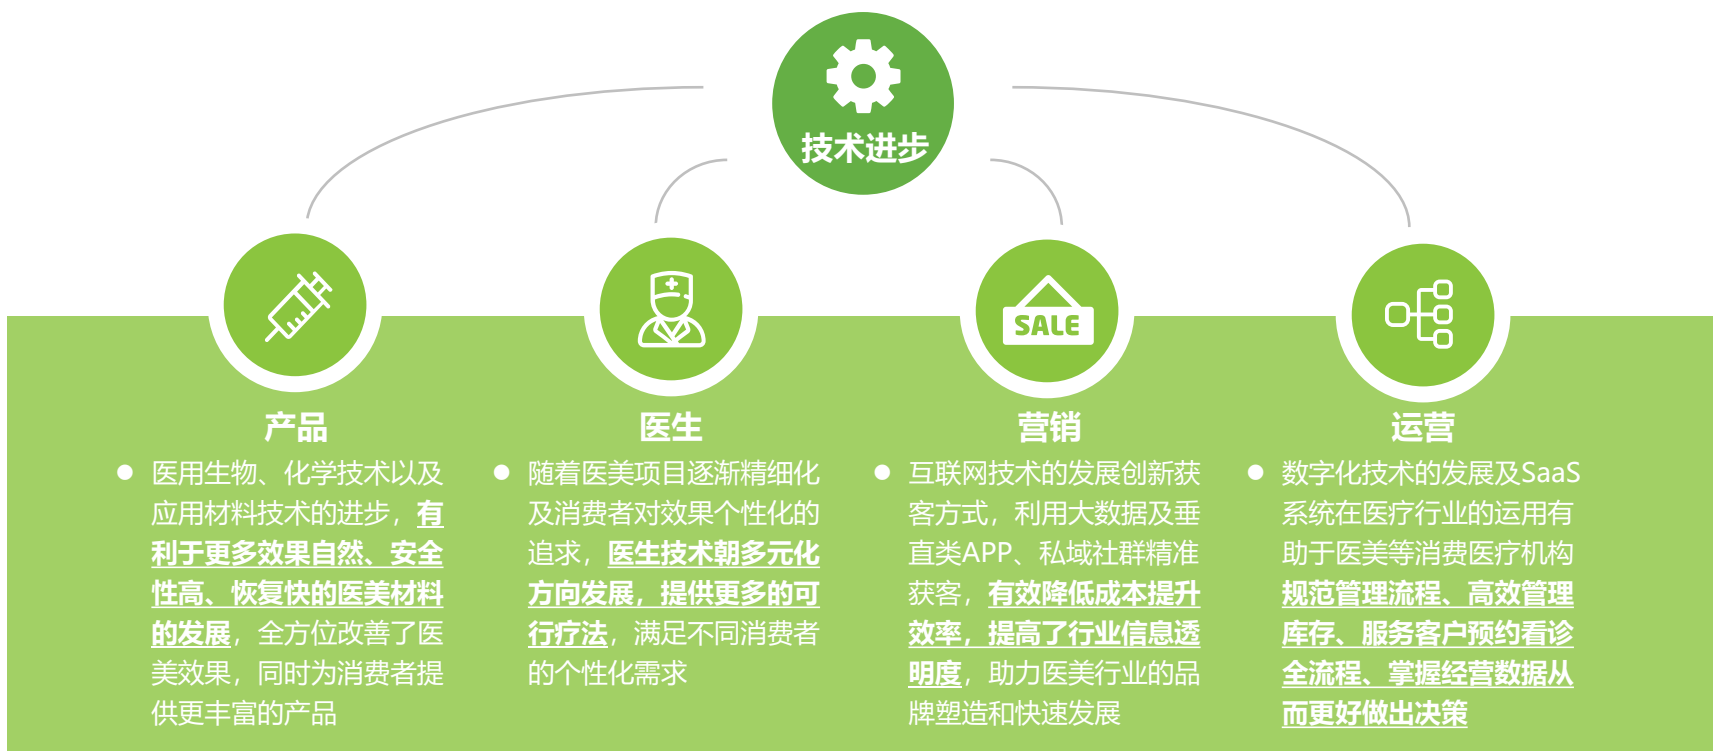 技术进步
SALE
产品
医用生物、化学技术以及
应用材料技术的进步，有
利于更多效果自然、安全
性高、恢复快的医美材料
的发展，全方位改善了医
美效果，同时为消费者提
供更丰富的产品
医生
随着医美项目逐渐精细化
及消费者对效果个性化的
追求，医生技术朝多元化
方向发展，提供更多的可
行疗法，满足不同消费者
的个性化需求
营销
互联网技术的发展创新获
客方式，利用大数据及垂
直类APP、私域社群精准
获客，有效降低成本提升
效率，提高了行业信息透
明度，助力医美行业的品
牌塑造和快速发展
运营
数字化技术的发展及SaaS
系统在医疗行业的运用有
助于医美等消费医疗机构
规范管理流程、高效管理
库存、服务客户预约看诊
全流程、掌握经营数据从
而更好做出决策